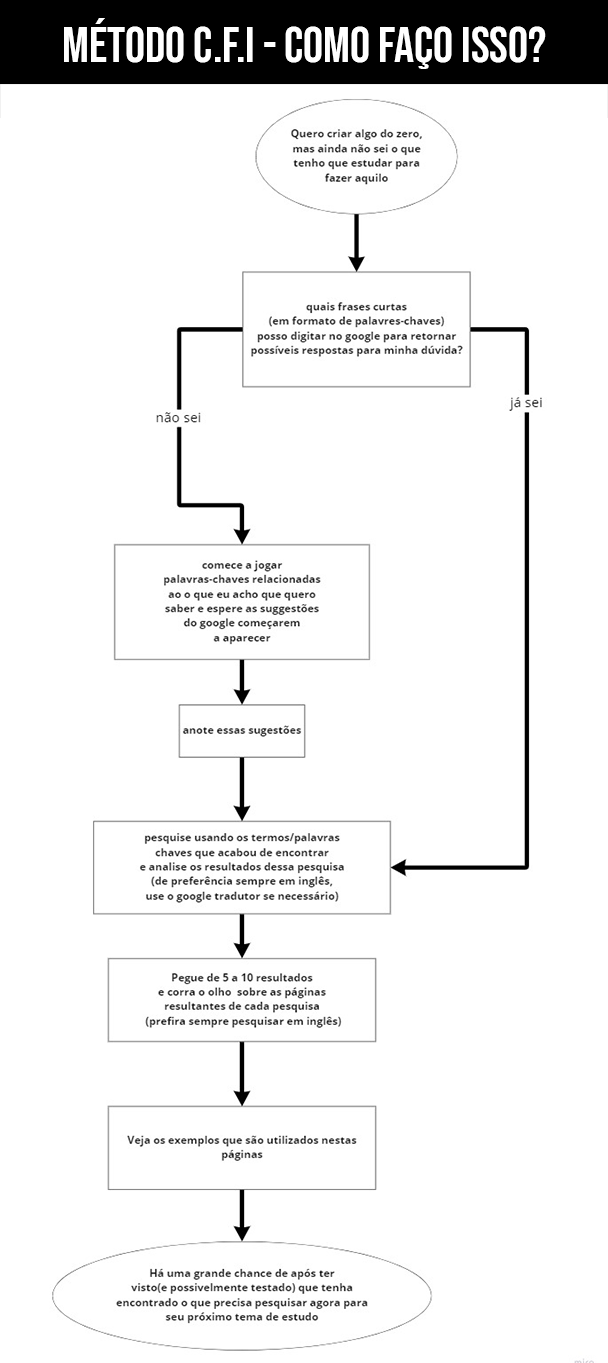 MÉTODO C.F.I - COMO FAÇO ISSO?
Quero criar algo do zero,
mas ainda não sei o que
tenho que estudar para
fazer aquilo
quais frases curtas
(em formato de palavres-chaves)
posso digitar no google para retornar
possíveis respostas para minha dúvida?
não sei
já sei
comece a jogar
palavras-chaves relacionadas
ao o que eu acho que quero
saber e espere as suggestões
do google começarem
a aparecer
anote essas sugestões
pesquise usando os termos/palavras
chaves que acabou de encontrar
e analise os resultados dessa pesquisa
(de preferência sempre em inglês,
use o google tradutor se necessário)
Pegue de 5 a 10 resultados
e corra o olho sobre as páginas
resultantes de cada pesquisa
(prefira sempre pesquisar em inglês)
Veja os exemplos que são utilizados nestas
páginas
Há uma grande chance de após ter
visto(e possivelmente testado) que tenha
encontrado o que precisa pesquisar agora para
seu próximo tema de estudo